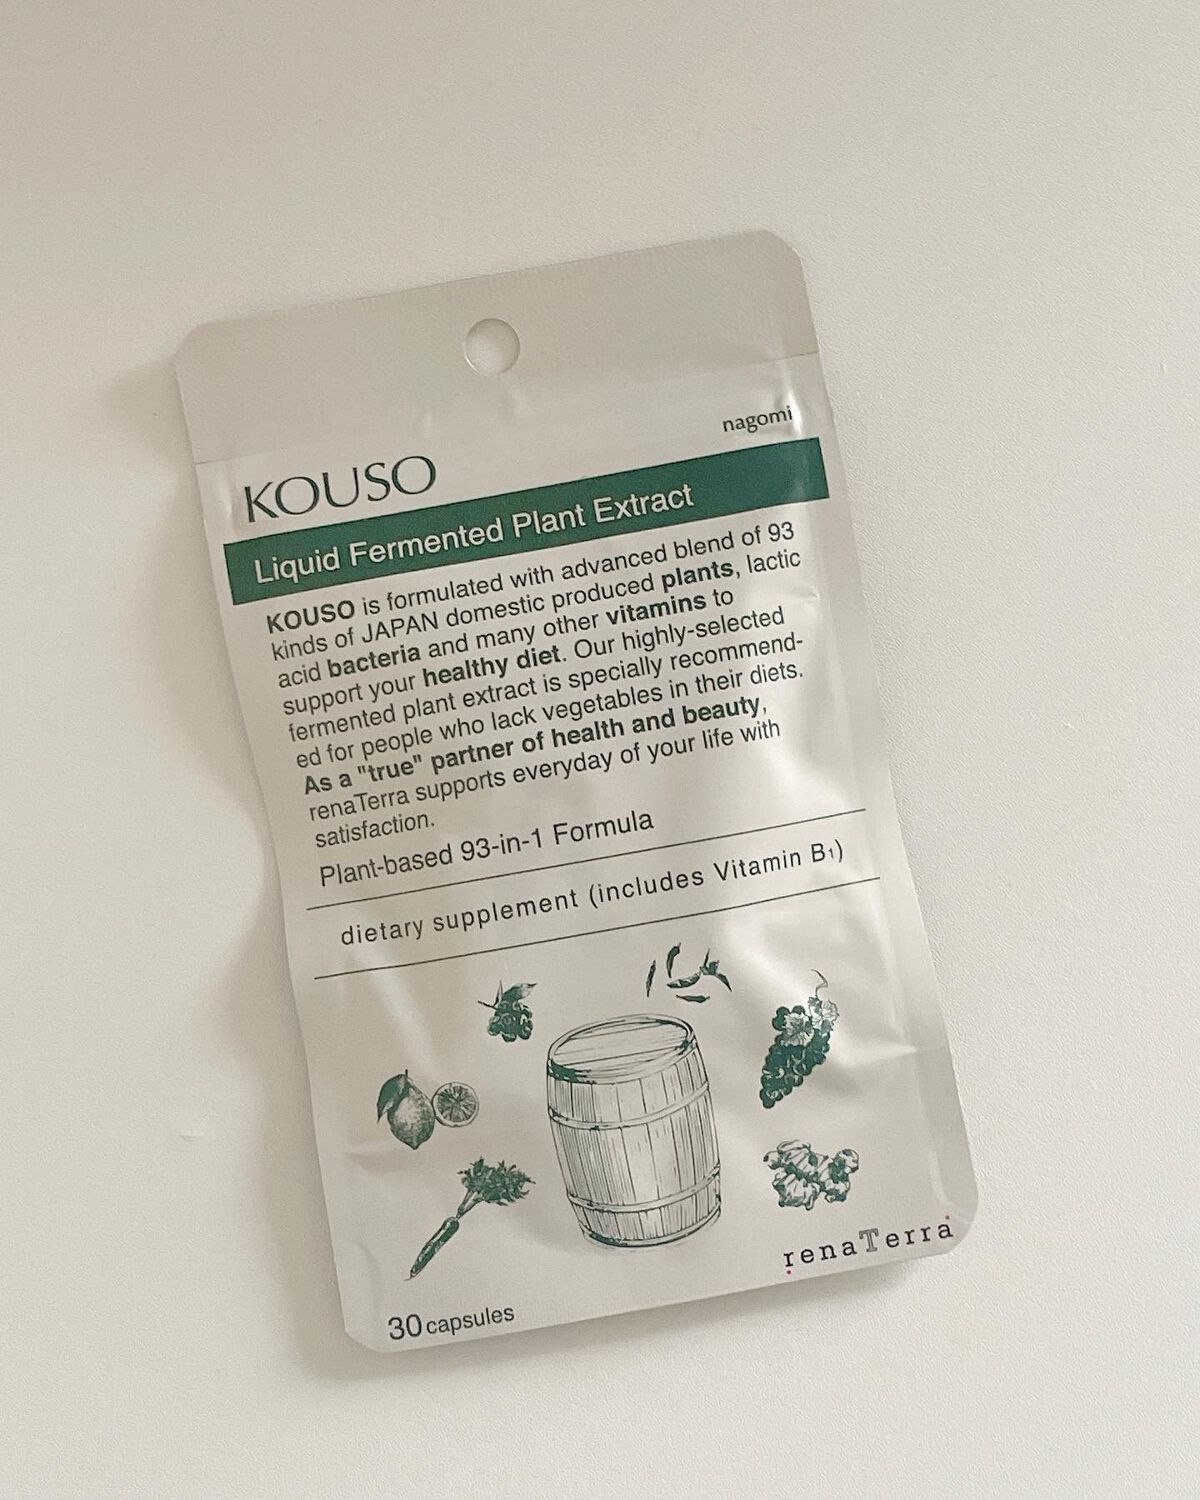 nagomi
KOUSO
Liquid Fermented Plant Extract
KOUSO is formulated with advanced blend of 93
kinds of JAPAN domestic produced plants, lactic
acid bacteria and many other vitamins to
support your healthy diet. Our highly-selected
fermented plant extract is specially recommend-
ed for people who lack vegetables in their diets.
As a "true" partner of health and beauty,
renaTerra supports everyday of your life with
satisfaction.
Plant-based 93-in-1 Formula
dietary supplement (includes Vitamin B₁)
renaTerra
30 capsules